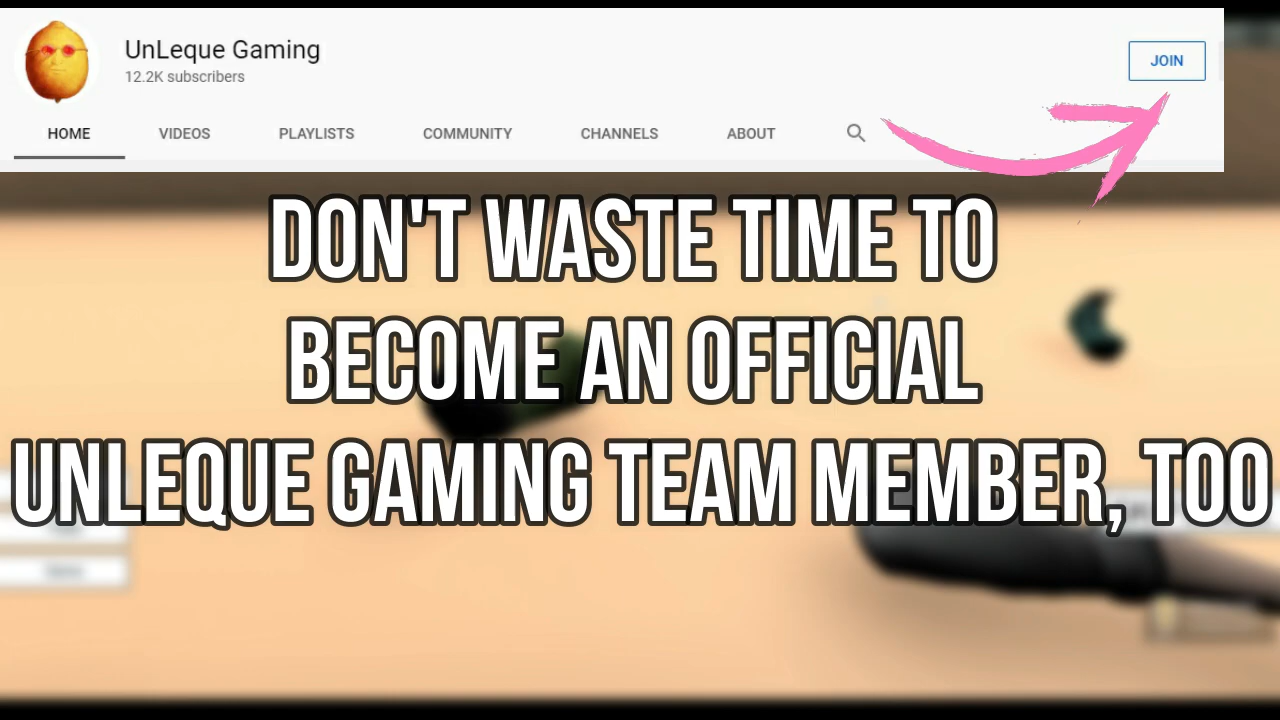 UnLeque Gaming
12.2K subscribers
JOIN
HOME VIDEOS PLAYLISTS COMMUNITY CHANNELS ABOUT
DON'T WASTE TIME TO
BECOME AN OFFICIAL
UNLEQUE GAMING TEAM MEMBER, TOO